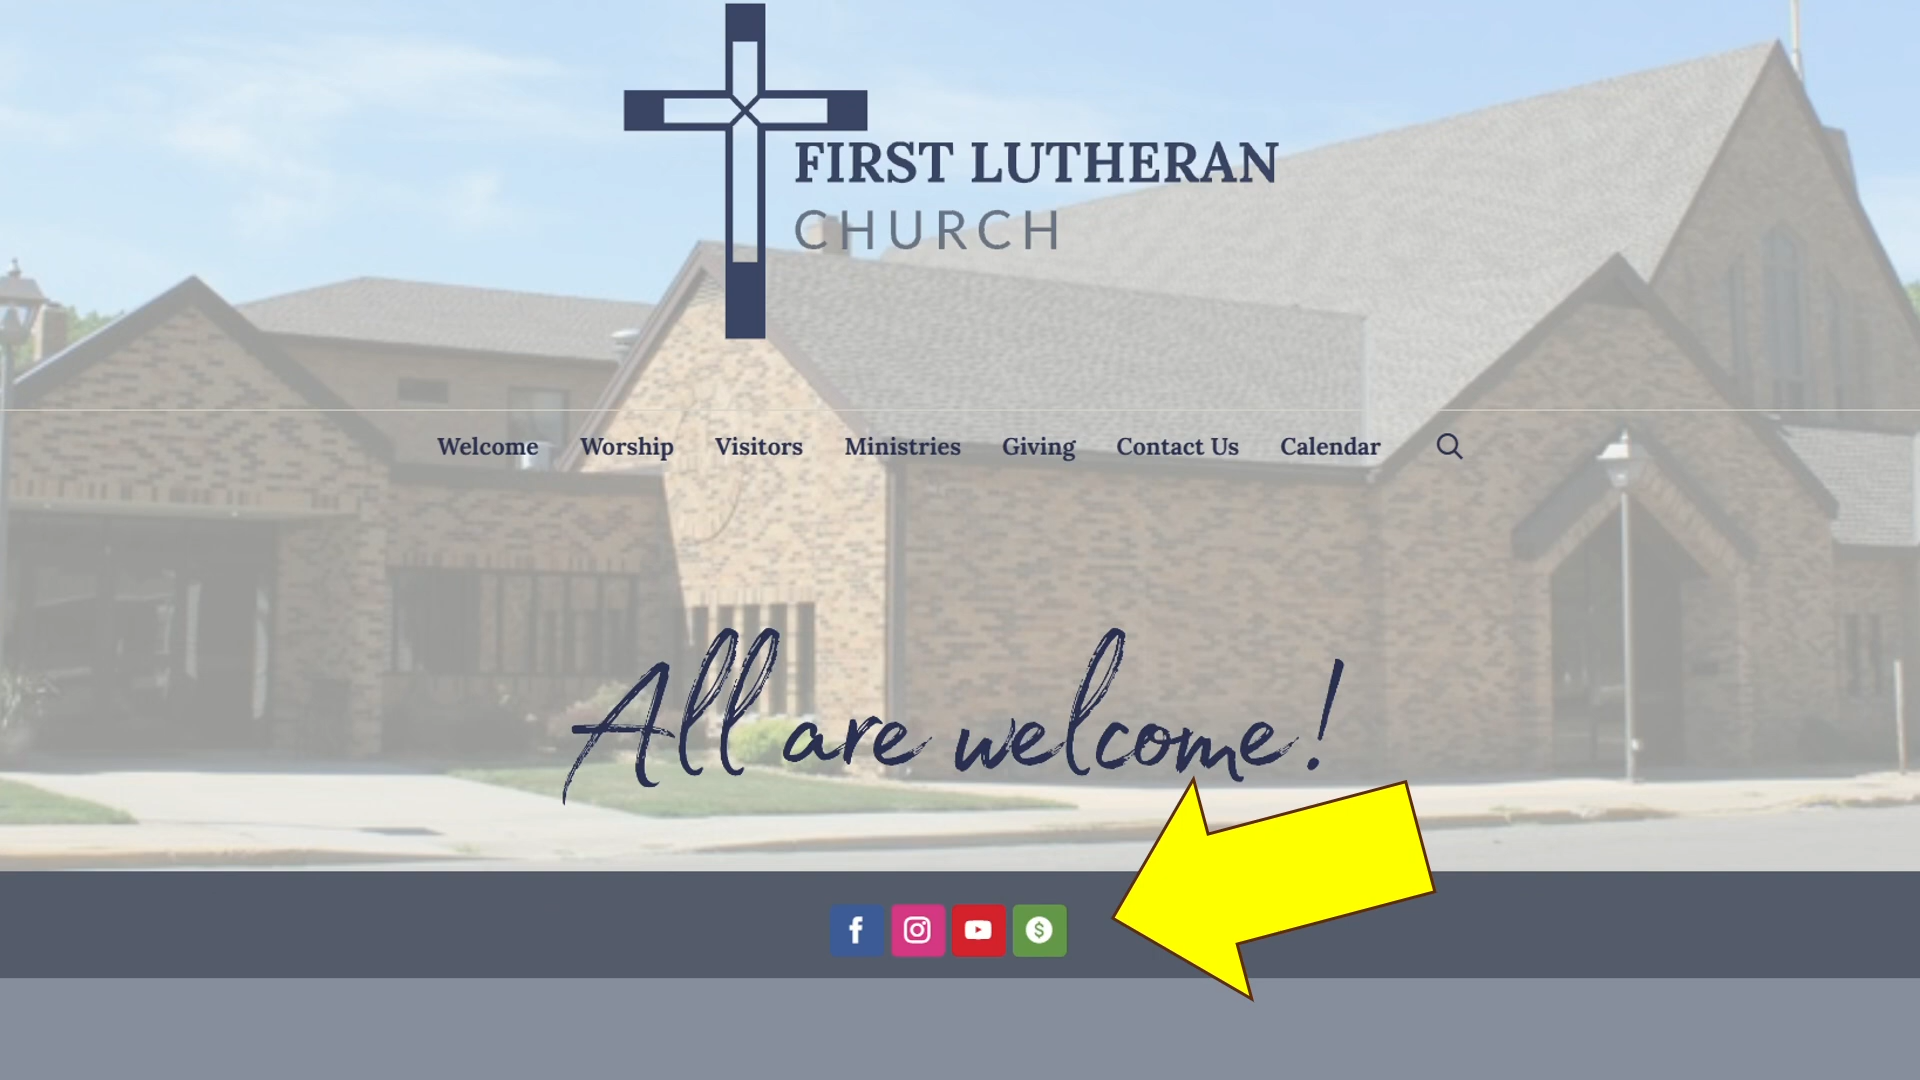 FIRST LUTHERAN
CHURCH
Welcome Worship Visitors Ministries Giving Contact Us Calendar
All are welcome!